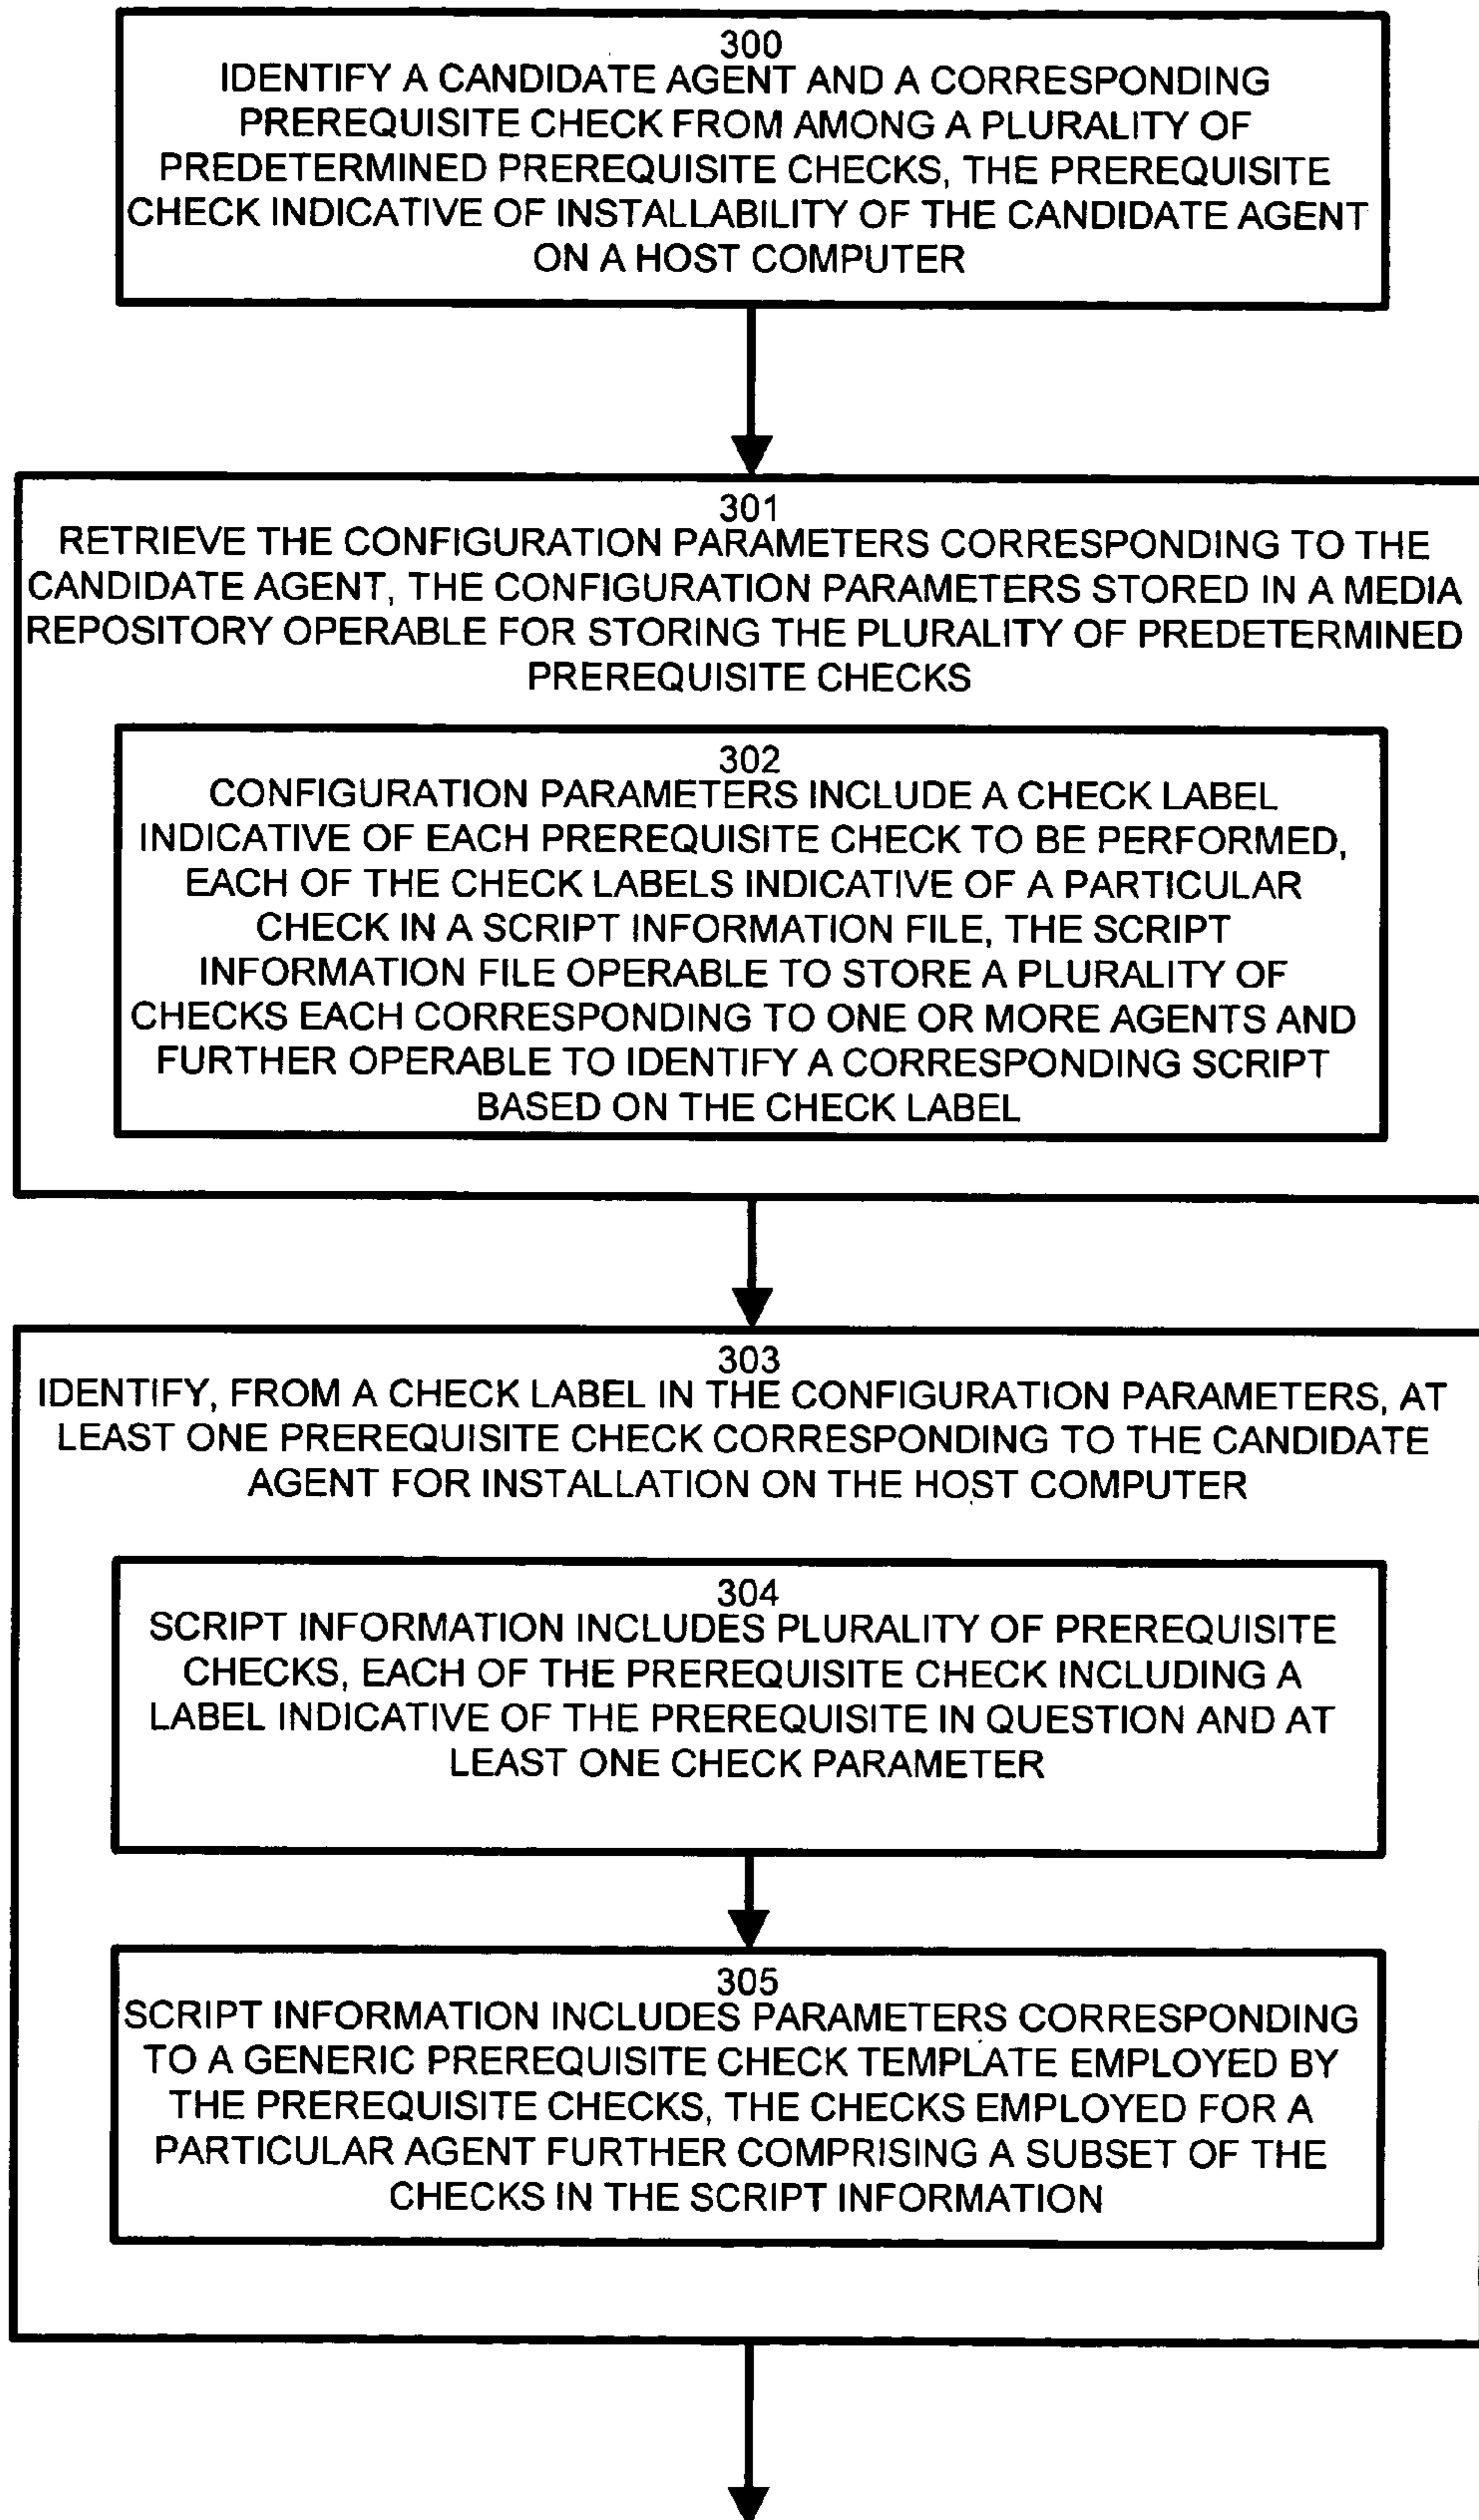 300
IDENTIFY A CANDIDATE AGENT AND A CORRESPONDING
PREREQUISITE CHECK FROM AMONG A PLURALITY OF
PREDETERMINED PREREQUISITE CHECKS, THE PREREQUISITE
CHECK INDICATIVE OF INSTALLABILITY OF THE CANDIDATE AGENT
ON A HOST COMPUTER
301
RETRIEVE THE CONFIGURATION PARAMETERS CORRESPONDING TO THE
CANDIDATE AGENT, THE CONFIGURATION PARAMETERS STORED IN A MEDIA
REPOSITORY OPERABLE FOR STORING THE PLURALITY OF PREDETERMINED
PREREQUISITE CHECKS
302
CONFIGURATION PARAMETERS INCLUDE A CHECK LABEL
INDICATIVE OF EACH PREREQUISITE CHECK TO BE PERFORMED,
EACH OF THE CHECK LABELS INDICATIVE OF A PARTICULAR
CHECK IN A SCRIPT INFORMATION FILE, THE SCRIPT
INFORMATION FILE OPERABLE TO STORE A PLURALITY OF
CHECKS EACH CORRESPONDING TO ONE OR MORE AGENTS AND
FURTHER OPERABLE TO IDENTIFY A CORRESPONDING SCRIPT
BASED ON THE CHECK LABEL
303
IDENTIFY, FROM A CHECK LABEL IN THE CONFIGURATION PARAMETERS, AT
LEAST ONE PREREQUISITE CHECK CORRESPONDING TO THE CANDIDATE
AGENT FOR INSTALLATION ON THE HOST COMPUTER
304
SCRIPT INFORMATION INCLUDES PLURALITY OF PREREQUISITE
CHECKS, EACH OF THE PREREQUISITE CHECK INCLUDING A
LABEL INDICATIVE OF THE PREREQUISITE IN QUESTION AND AT
LEAST ONE CHECK PARAMETER
305
SCRIPT INFORMATION INCLUDES PARAMETERS CORRESPONDING
TO A GENERIC PREREQUISITE CHECK TEMPLATE EMPLOYED BY
THE PREREQUISITE CHECKS, THE CHECKS EMPLOYED FOR A
PARTICULAR AGENT FURTHER COMPRISING A SUBSET OF THE
CHECKS IN THE SCRIPT INFORMATION